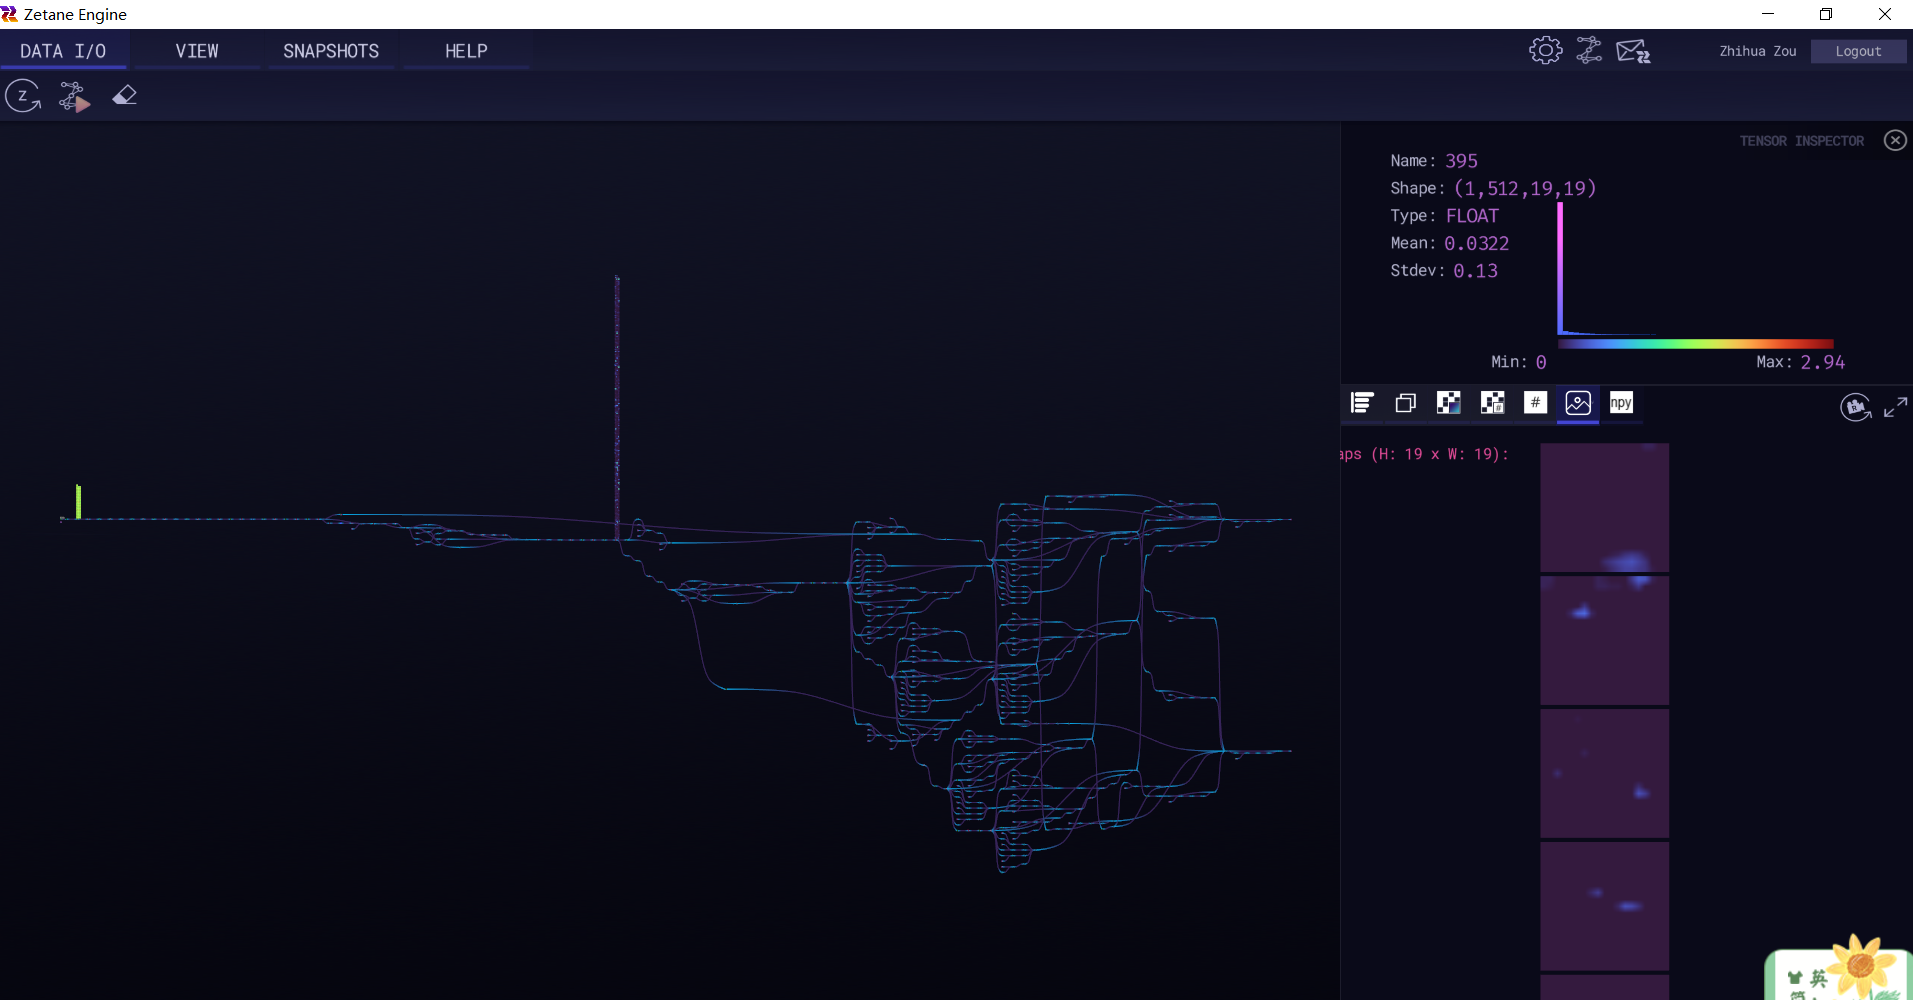 Zetane Engine
DATA I/O VIEW SNAPSHOTS HELP
Zhihua Zou Logout
Z
TENSOR INSPECTOR
Name: 395
Shape: (1,512,19,19)
Type: FLOAT
Mean: 0.0322
Stdev: 0.13
Min: 0 Max: 2.94
# # npy
R
aps (H: 19 x W: 19):
英